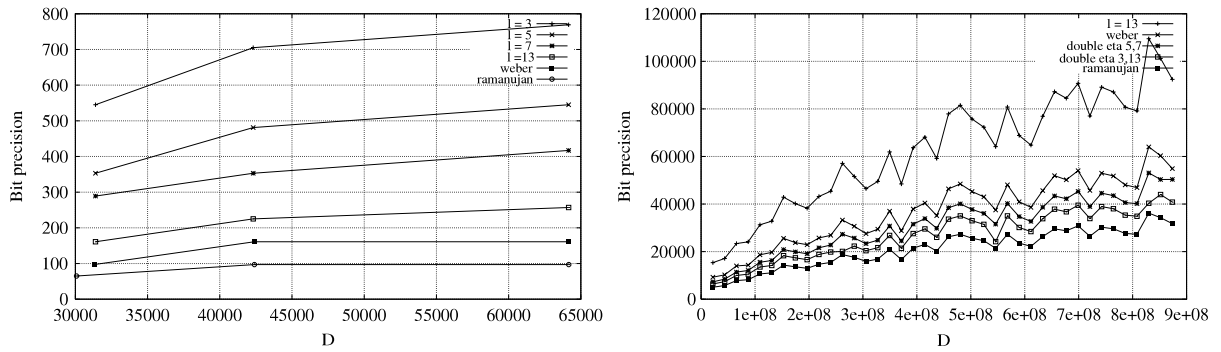 800
700
600
500
400
300
200
100
0
Bit precision
l = 3
l = 5
l = 7
l =13
weber
ramanujan
30000 35000 40000 45000 50000 55000 60000 65000
D
120000
100000
80000
60000
40000
20000
0
Bit precision
l = 13
weber
double eta 5,7
double eta 3,13
ramanujan
0 1e+08 2e+08 3e+08 4e+08 5e+08 6e+08 7e+08 8e+08 9e+08
D